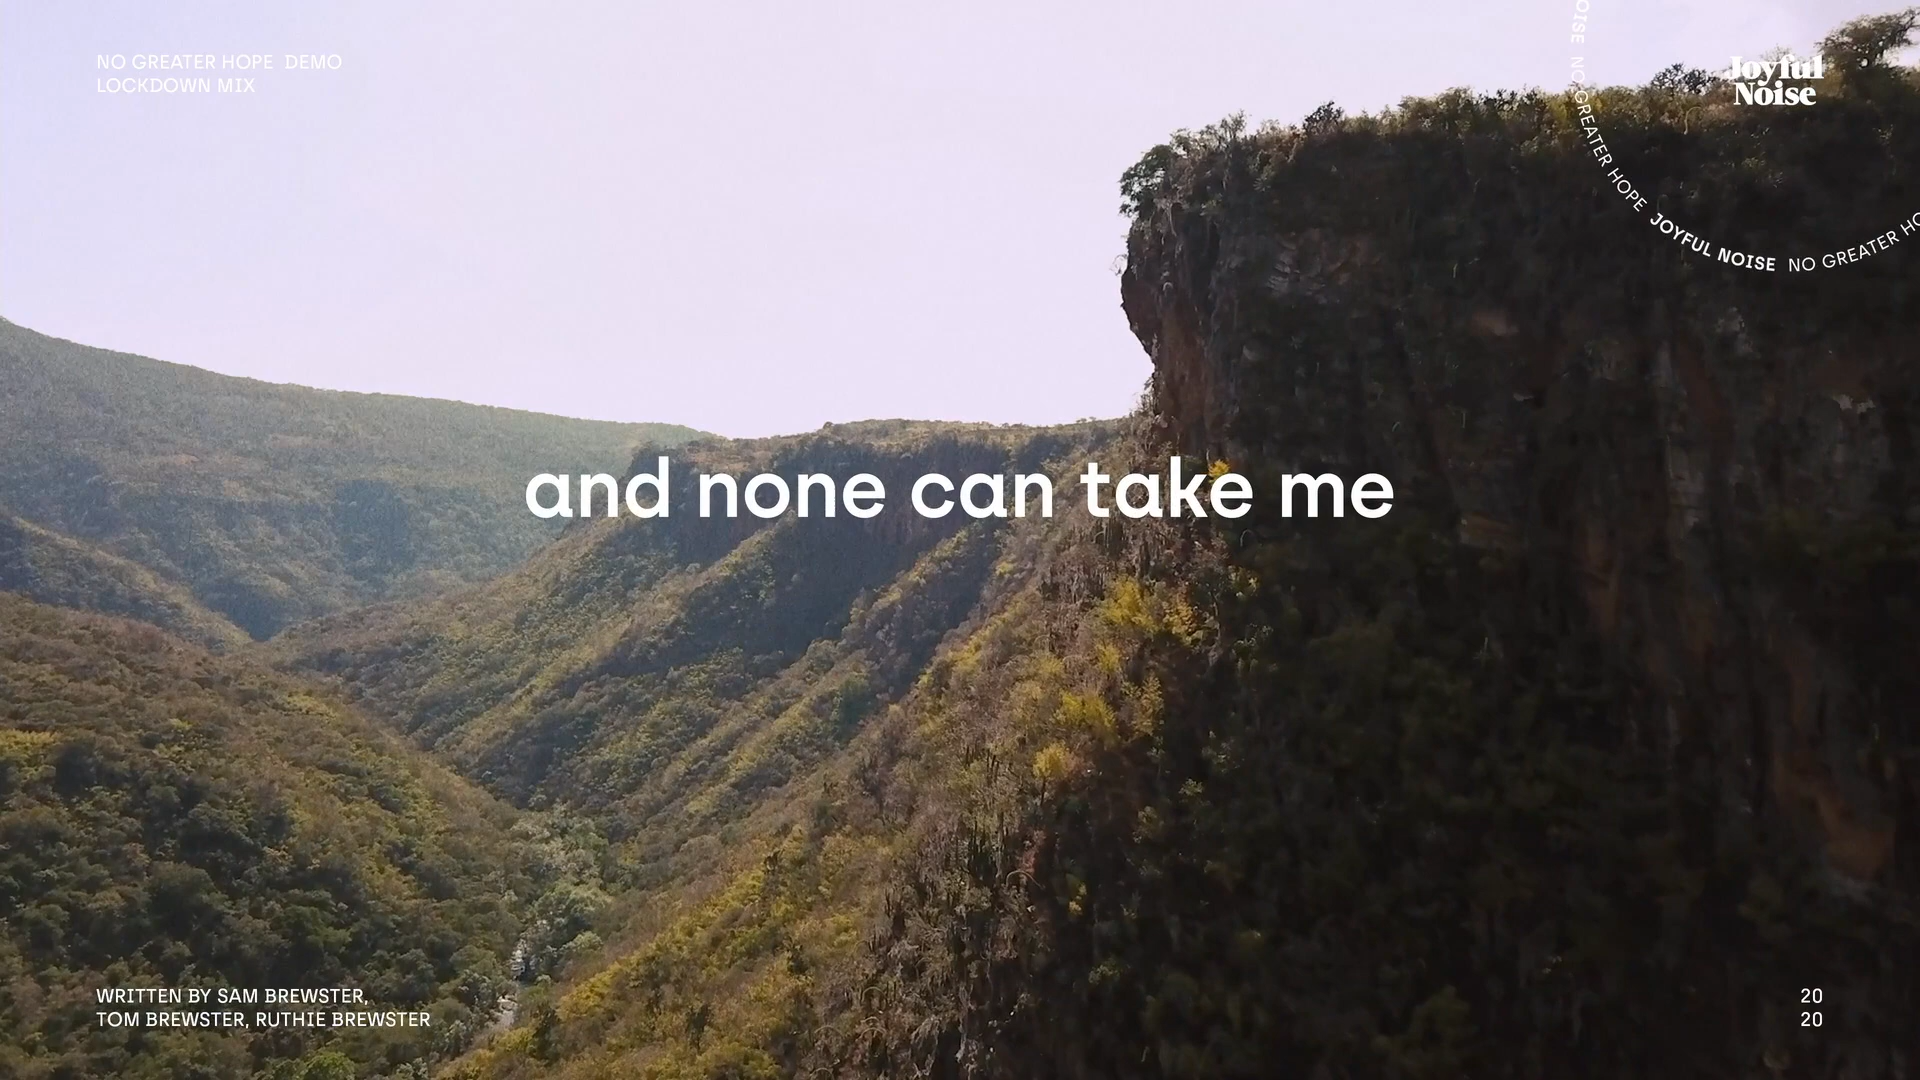 NO GREATER HOPE  DEMO
LOCKDOWN MIX
Joyful
Noise
NOISE NO GREATER HOPE JOYFUL NOISE NO GREATER HO
and none can take me
WRITTEN BY SAM BREWSTER,
TOM BREWSTER, RUTHIE BREWSTER
20
20